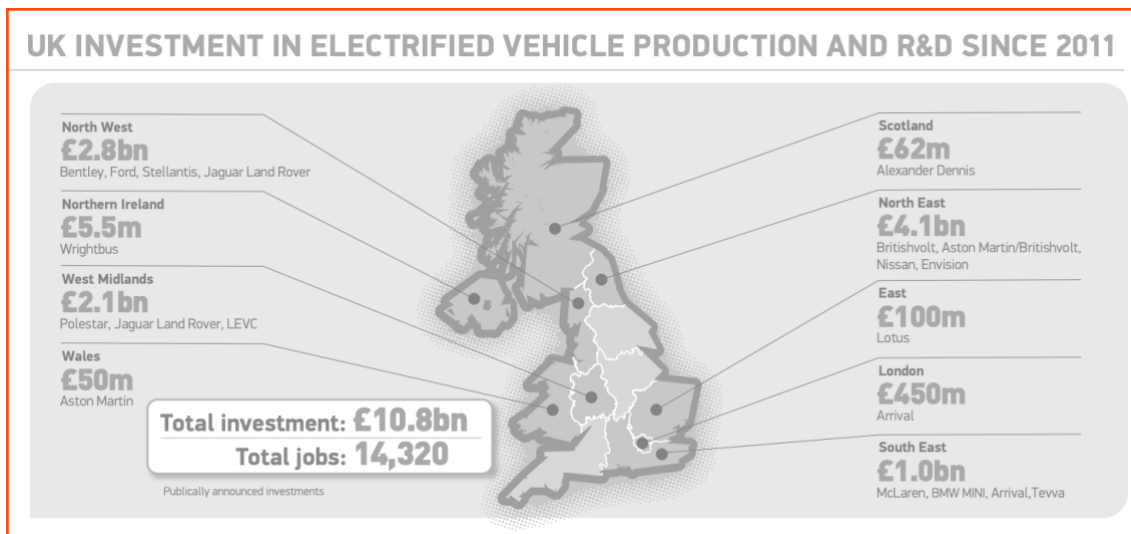 UK INVESTMENT IN ELECTRIFIED VEHICLE PRODUCTION AND R&D SINCE 2011
North West
£2.8bn
Bentley, Ford, Stellantis, Jaguar Land Rover
Northern Ireland
£5.5m
Wrightbus
West Midlands
£2.1bn
Polestar, Jaguar Land Rover, LEVC
Wales
£50m
Aston Martin
Total investment: £10.8bn
Total jobs: 14,320
Publically announced investments
Scotland
£62m
Alexander Dennis
North East
£4.1bn
Britishvolt, Aston Martin/Britishvolt,
Nissan, Envision
East
£100m
Lotus
London
£450m
Arrival
South East
£1.0bn
McLaren, BMW MINI, Arrival,Tevva